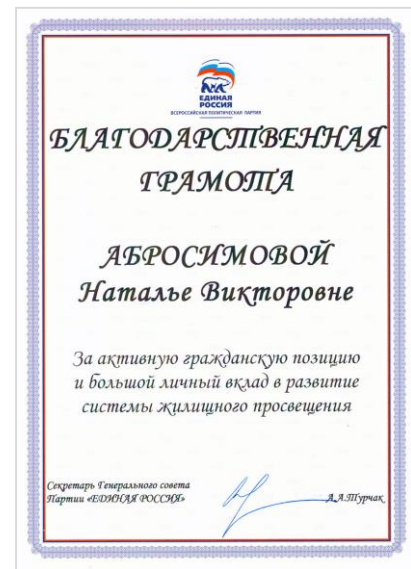 ЕДИНАЯ
РОССИЯ
ВСЕРОССИЙСКАЯ ПОЛИТИЧЕСКАЯ ПАРТИЯ
БЛАГОДАРСТВЕННАЯ
ГРАМОТА
АБРОСИМОВОЙ
Наталье Викторовне
За активную гражданскую позицию
и большой личный вклад в развитие
системы жилищного просвещения
Секретарь Генерального совета
Партии «ЕДИНАЯ РОССИЯ»
А.А.Турчак